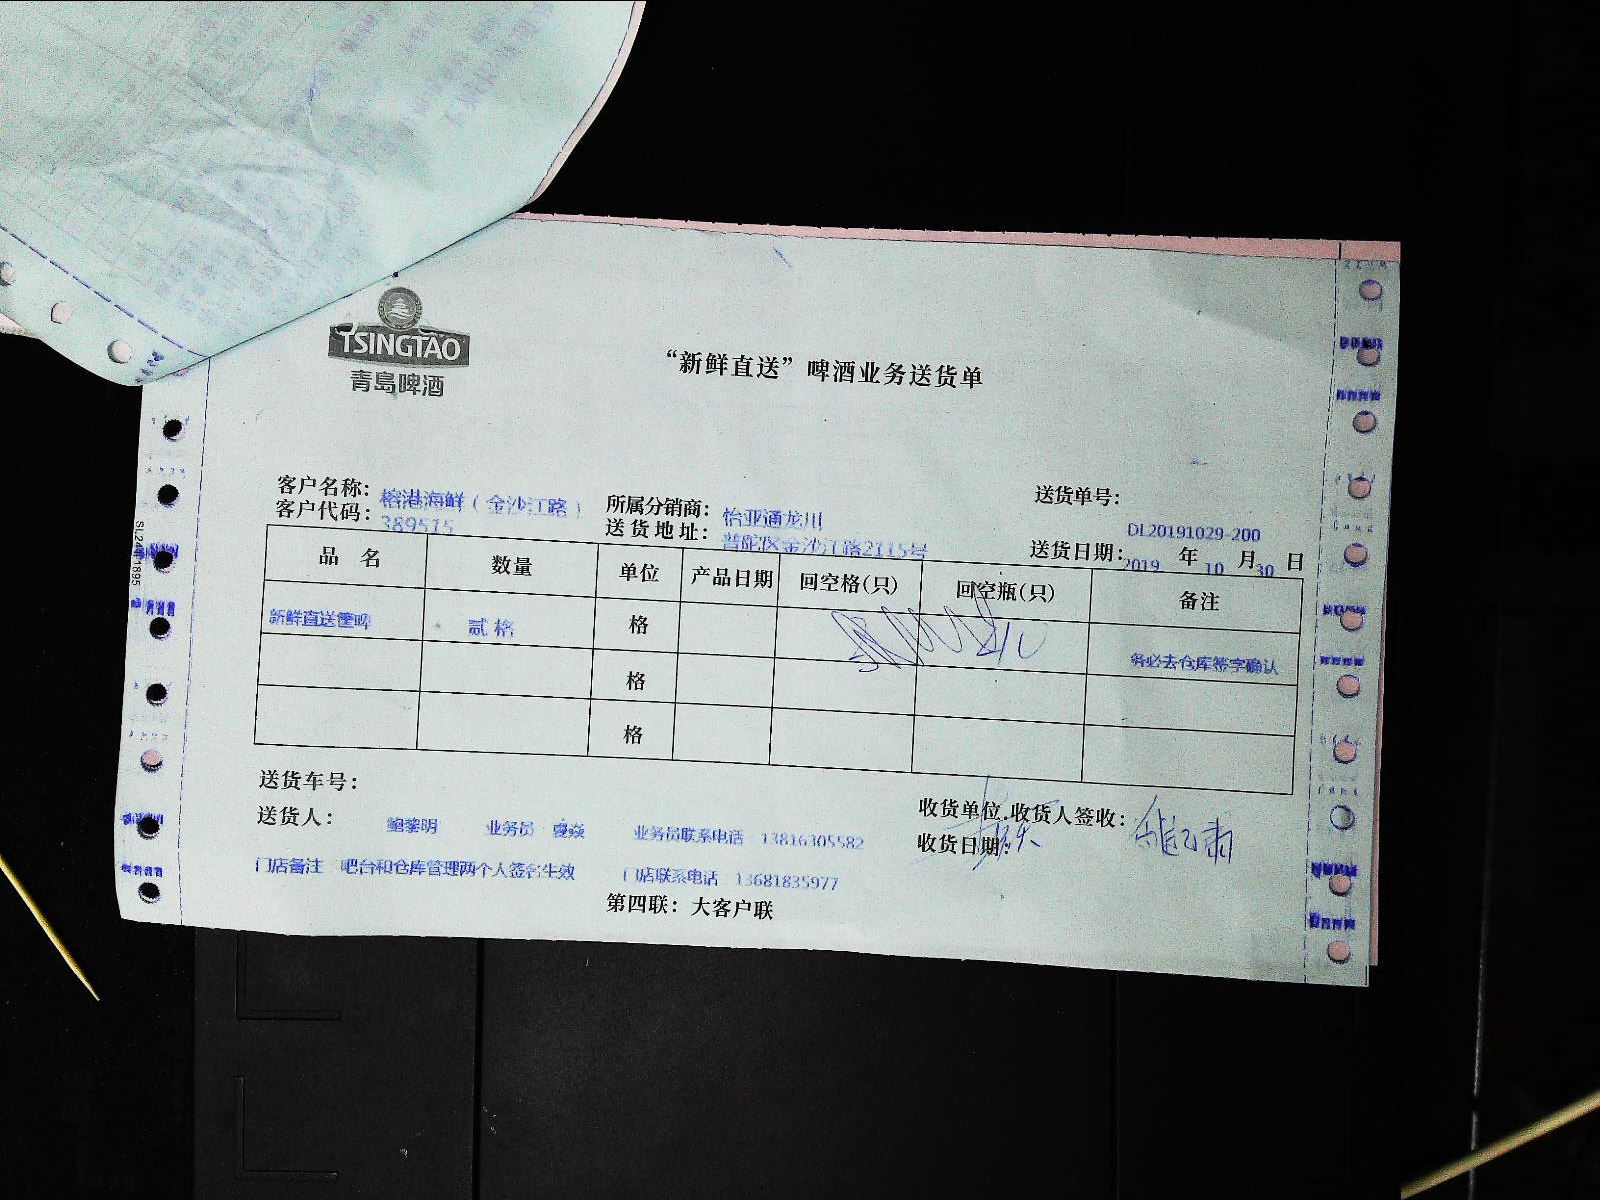 TSINGTAO
青岛啤酒
“新鲜直送”啤酒业务送货单
客户名称: 榕港海鲜(金沙江路) 所属分销商: 怡亚通龙川 送货单号: DL20191029-200
客户代码: 389515 送货地址: 普陀区金沙江路2115号 送货日期: 2019 年 10 月 30 日
品 名 数量 单位 产品日期 回空格(只) 回空瓶(只) 备注
新鲜直送筐啤 贰格 格 务必去仓库签字确认
格
格
送货车号:
送货人: 鲍黎明 业务员 夏焱 业务员联系电话 13816305582 收货单位.收货人签收:
收货日期:
门店备注 吧台和仓库管理两个人签名生效 门店联系电话 13681835977
第四联: 大客户联